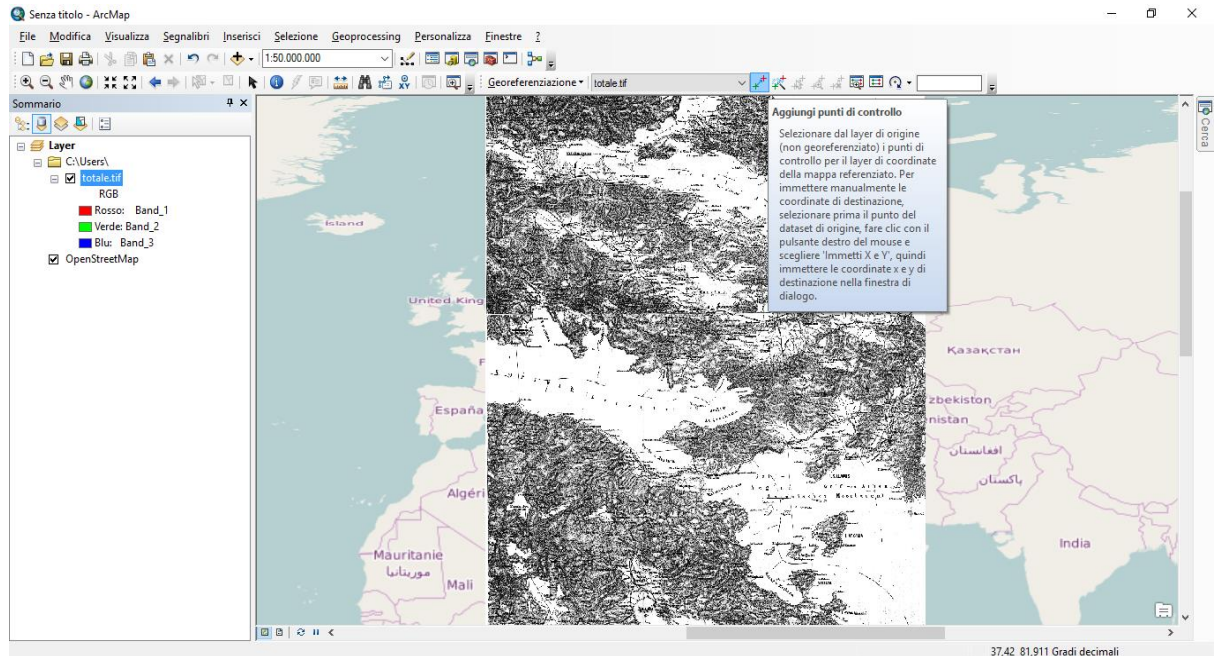 Senza titolo - ArcMap
File Modifica Visualizza Segnalibri Inserisci Selezione Geoprocessing Personalizza Finestre ?
1:50.000.000
Georeferenziazione totale.tif
Sommario
Layer
C:\Users\
totale.tif
RGB
Rosso: Band_1
Verde: Band_2
Blu: Band_3
OpenStreetMap
Aggiungi punti di controllo
Selezionare dal layer di origine
(non georeferenziato) i punti di
controllo per il layer di coordinate
della mappa referenziato. Per
immettere manualmente le
coordinate di destinazione,
selezionare prima il punto del
dataset di origine, fare clic con il
pulsante destro del mouse e
scegliere 'Immetti X e Y', quindi
immettere le coordinate x e y di
destinazione nella finestra di
dialogo.
Cerca
Ísland
United King
F
España
Algéri
Mauritanie
موريتانيا
Mali
Қазақстан
zbekiston
nistan
افغانستان
پاکستان
India
37,42 81,911 Gradi decimali